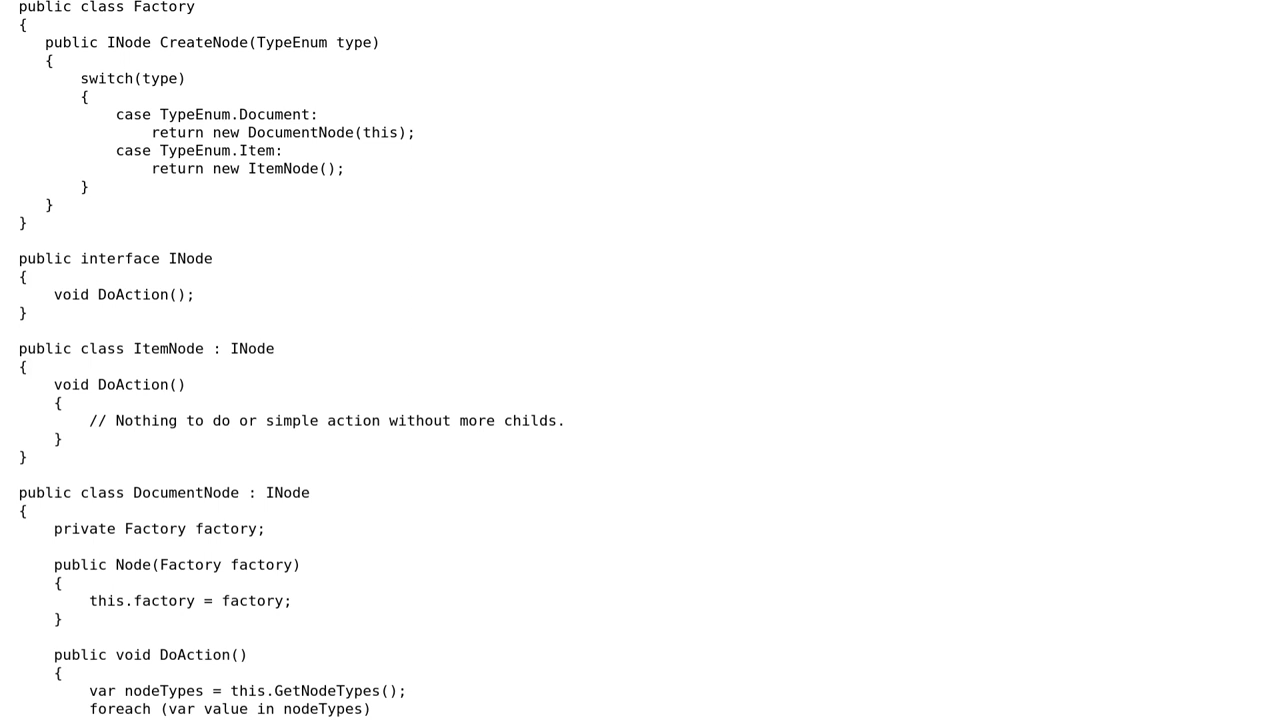 public class Factory
{
   public INode CreateNode(TypeEnum type)
   {
       switch(type)
       {
           case TypeEnum.Document:
               return new DocumentNode(this);
           case TypeEnum.Item:
               return new ItemNode();
       }
   }
}

public interface INode
{
    void DoAction();
}

public class ItemNode : INode
{
    void DoAction()
    {
        // Nothing to do or simple action without more childs.
    }
}

public class DocumentNode : INode
{
    private Factory factory;

    public Node(Factory factory)
    {
        this.factory = factory;
    }

    public void DoAction()
    {
        var nodeTypes = this.GetNodeTypes();
        foreach (var value in nodeTypes)